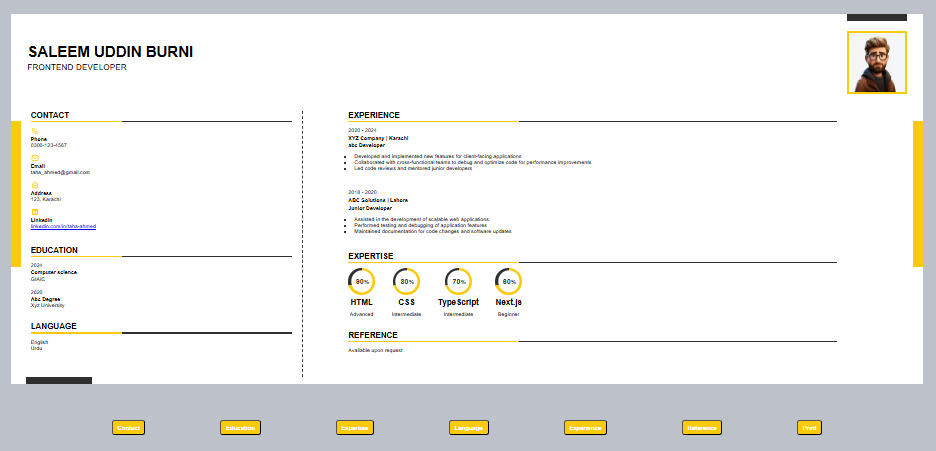 SALEEM UDDIN BURNI
FRONTEND DEVELOPER
CONTACT
Phone
0300-123-4567
Email
taha_ahmed@gmail.com
Address
123, Karachi
LinkedIn
linkedin.com/in/taha-ahmed
EDUCATION
2024
Computer science
GIAIC
2020
Abc Degree
Xyz University
LANGUAGE
English
Urdu
EXPERIENCE
2020 - 2024
XYZ Company | Karachi
abc Developer
Developed and implemented new features for client-facing applications
Collaborated with cross-functional teams to debug and optimize code for performance improvements
Led code reviews and mentored junior developers
2018 - 2020
ABC Solutions | Lahore
Junior Developer
Assisted in the development of scalable web applications
Performed testing and debugging of application features
Maintained documentation for code changes and software updates
EXPERTISE
90% 80% 70% 60%
HTML CSS TypeScript Next.js
Advanced Intermediate Intermediate Beginner
REFERENCE
Available upon request
Contact Education Expertise Language Experience Reference Print